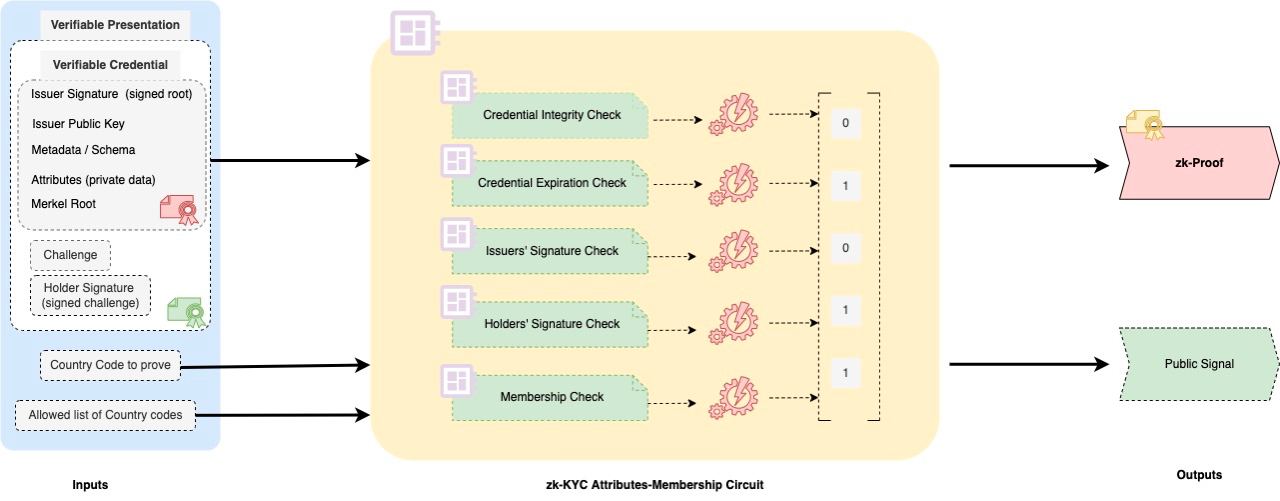 Verifiable Presentation
Verifiable Credential
Issuer Signature (signed root)
Issuer Public Key
Metadata / Schema
Attributes (private data)
Merkel Root
Challenge
Holder Signature
(signed challenge)
Country Code to prove
Allowed list of Country codes
Inputs
Credential Integrity Check
0
Credential Expiration Check
1
Issuers' Signature Check
0
Holders' Signature Check
1
Membership Check
1
zk-KYC Attributes-Membership Circuit
zk-Proof
Public Signal
Outputs